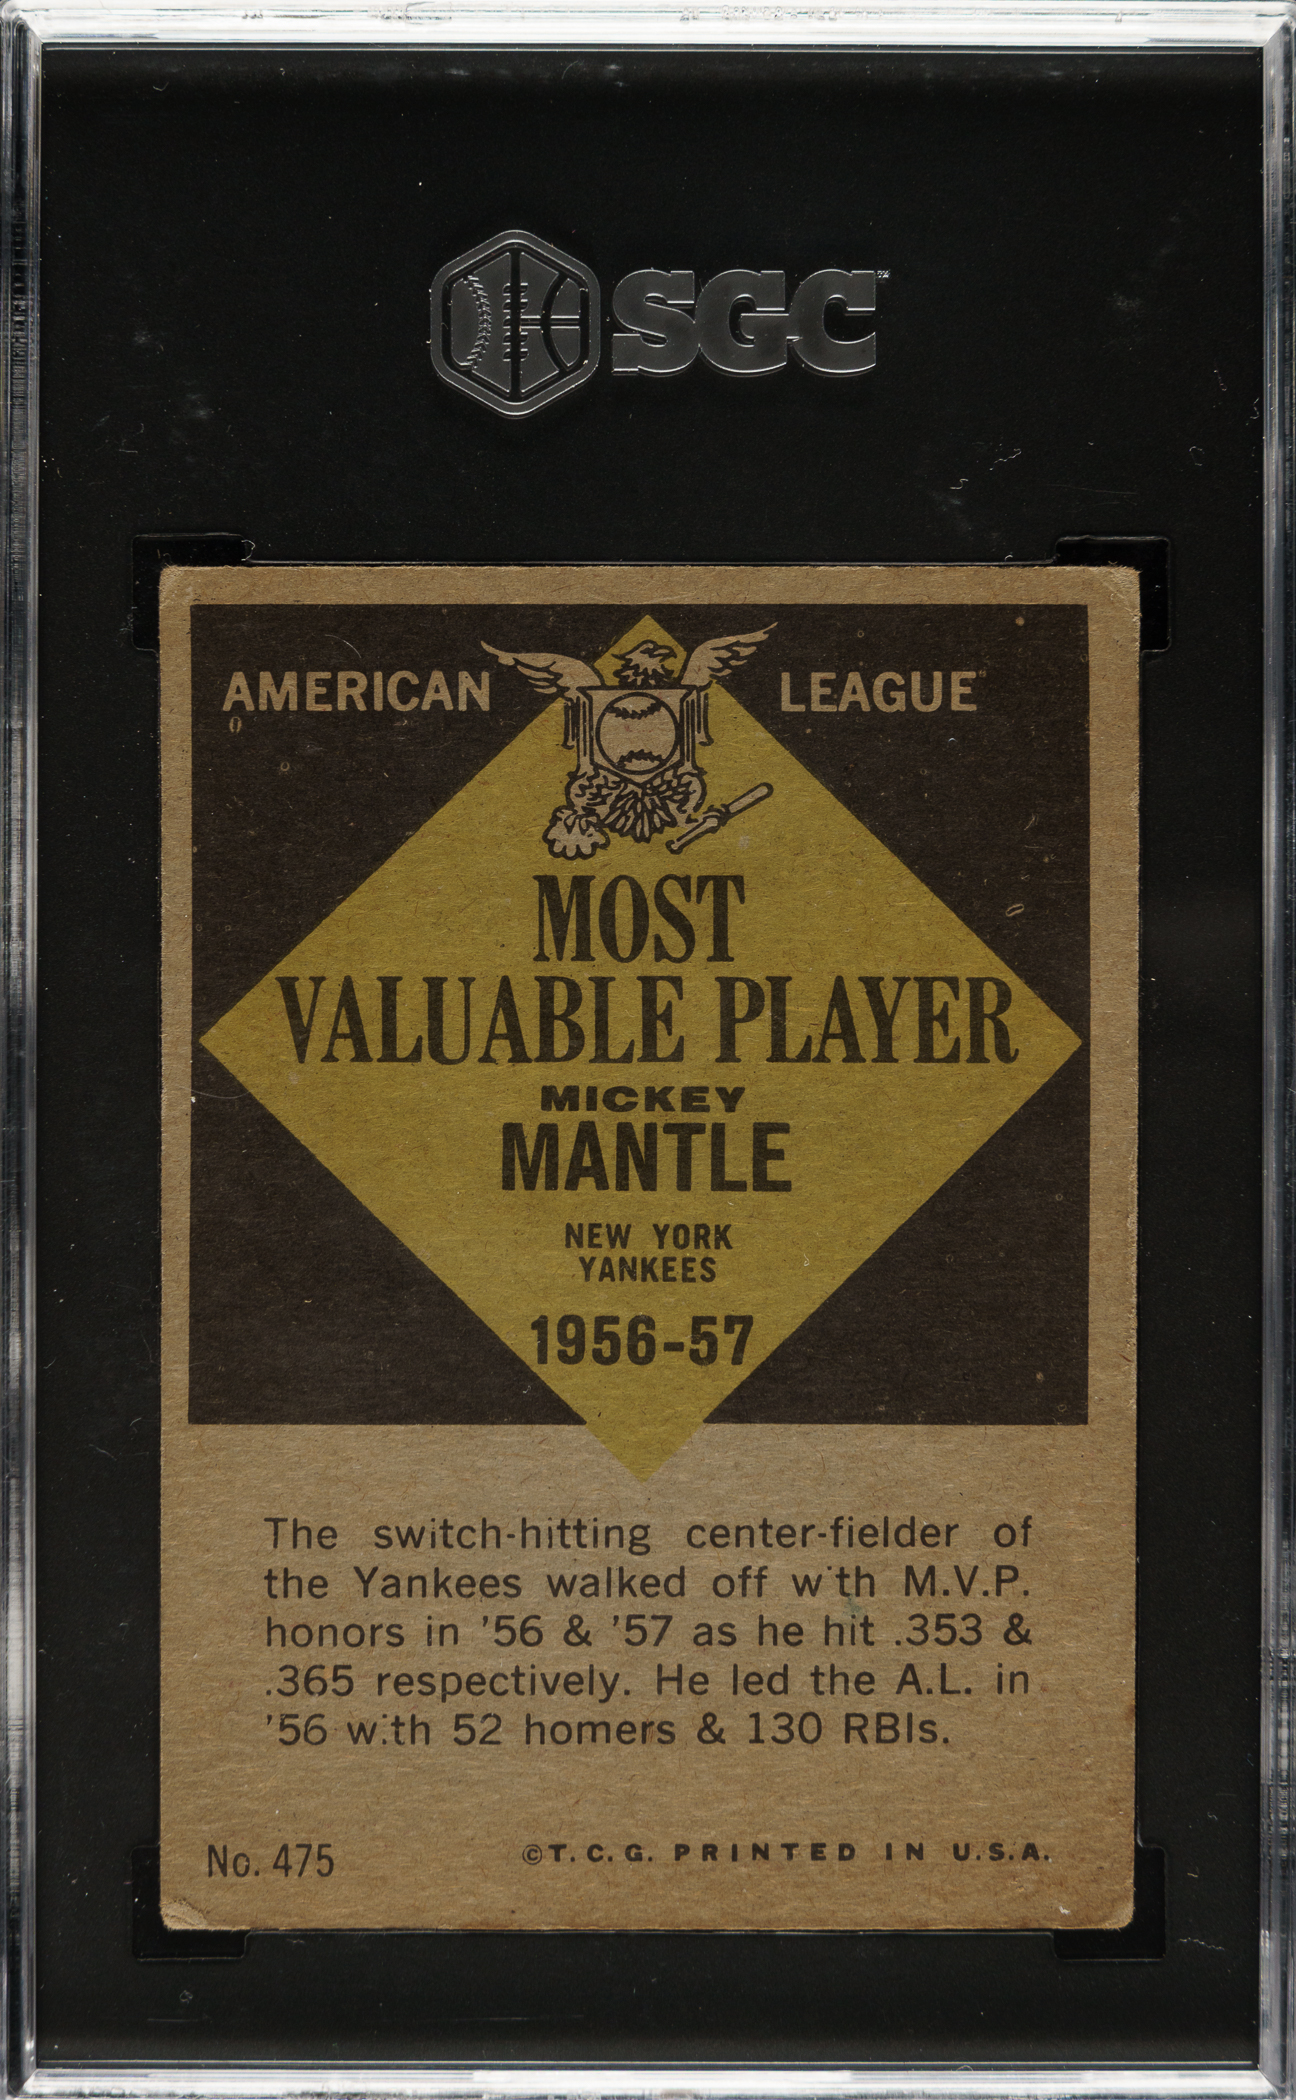 SGC™
AMERICAN LEAGUE
MOST
VALUABLE PLAYER
MICKEY
MANTLE
NEW YORK
YANKEES
1956-57
The switch-hitting center-fielder of
the Yankees walked off w th M.V.P.
honors in '56 & '57 as he hit .353 &
.365 respectively. He led the A.L. in
'56 w.th 52 homers & 130 RBIs.
No. 475 ©T.C.G. PRINTED IN U.S.A.